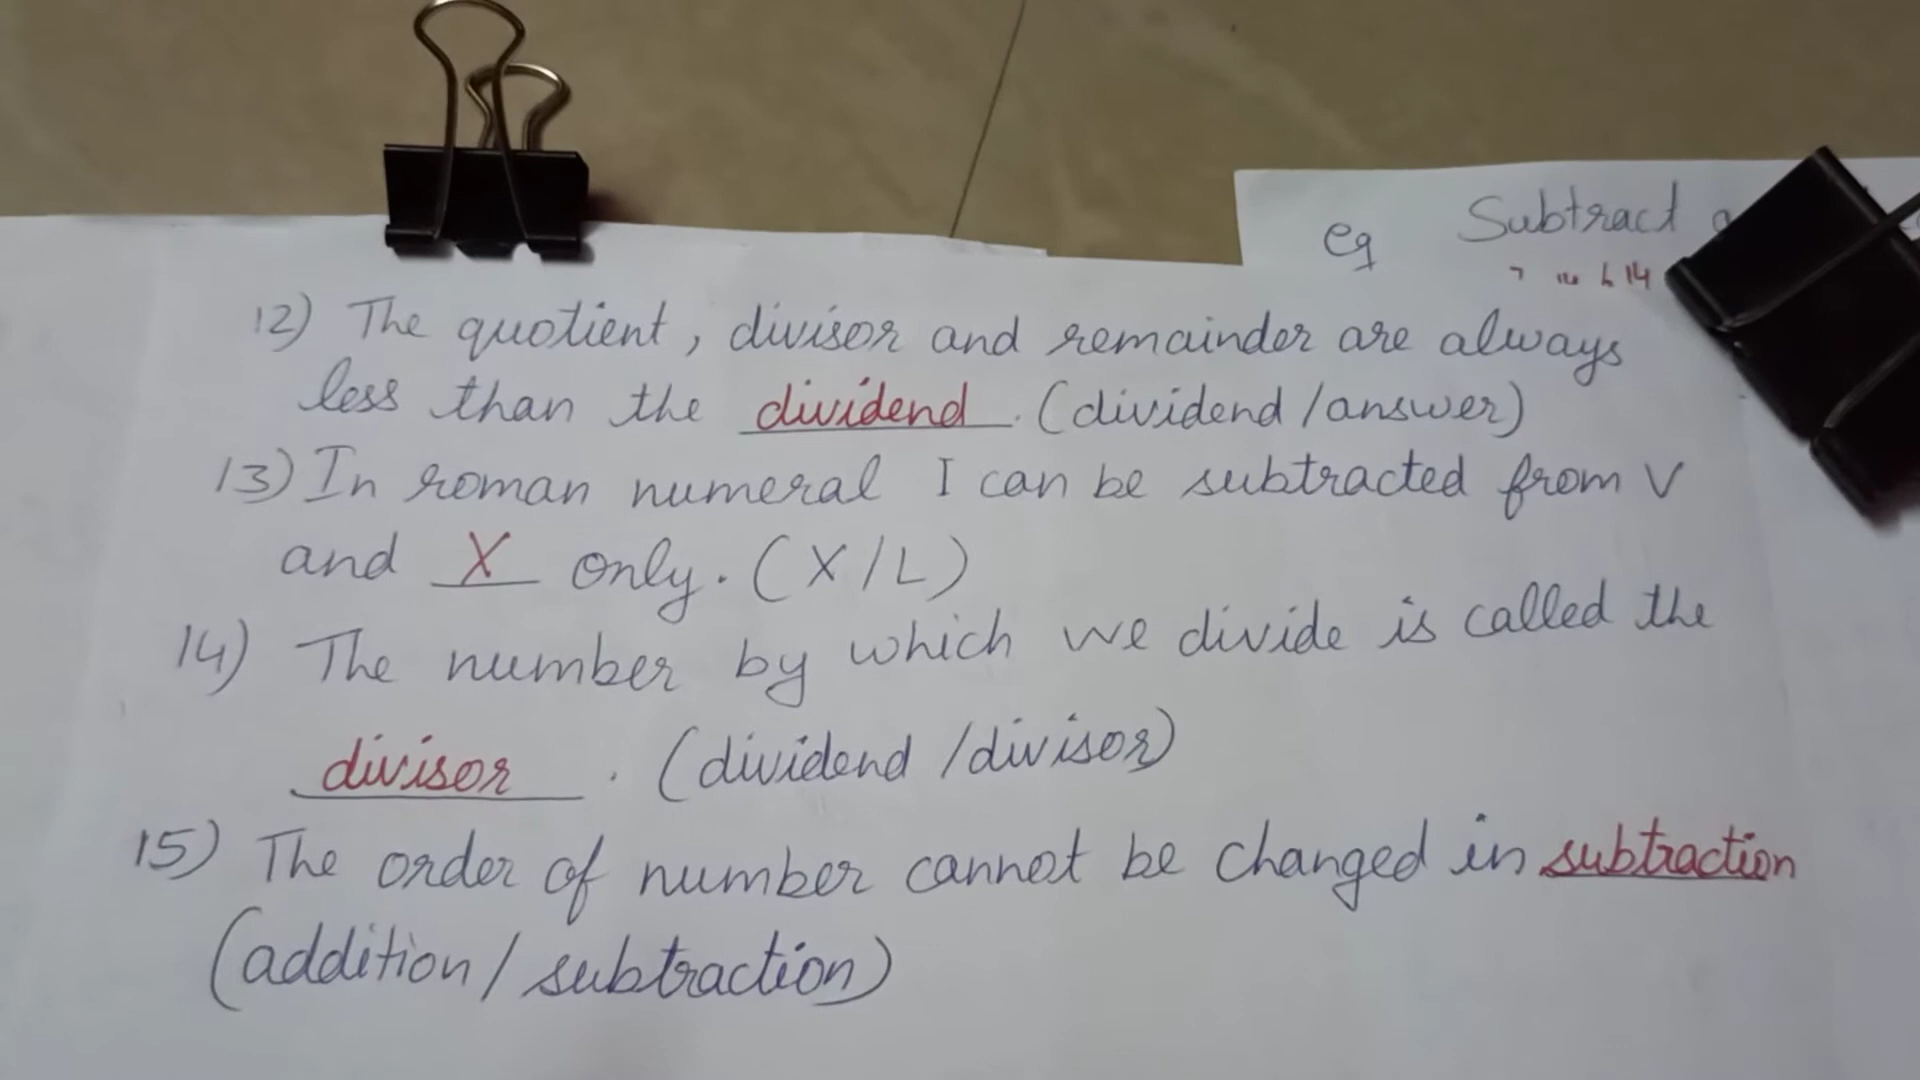 eg Subtract
14
12) The quotient, divisor and remainder are always
less than the dividend. (dividend/answer)
13) In roman numeral I can be subtracted from V
and X only. (X/L)
14) The number by which we divide is called the
divisor. (dividend/divisor)
15) The order of number cannot be changed in subtraction
(addition/subtraction)